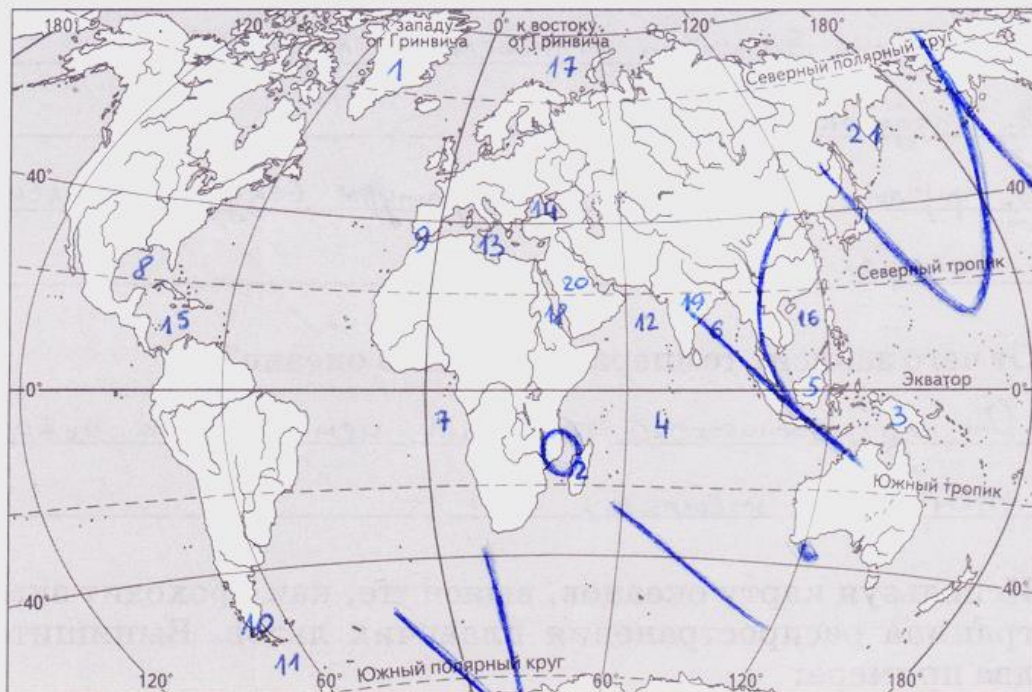 180° к западу 0° к востоку 120° 180°
от Гринвича от Гринвича
1 17 Северный полярный круг
21
40° 14 40°
9 13
8 20 Северный тропик
15 18 12 19 6 16
0° 5 Экватор 0°
7 4 3
2 Южный тропик
40° 10 40°
11 Южный полярный круг
120° 60° 0° 60° 120° 180°